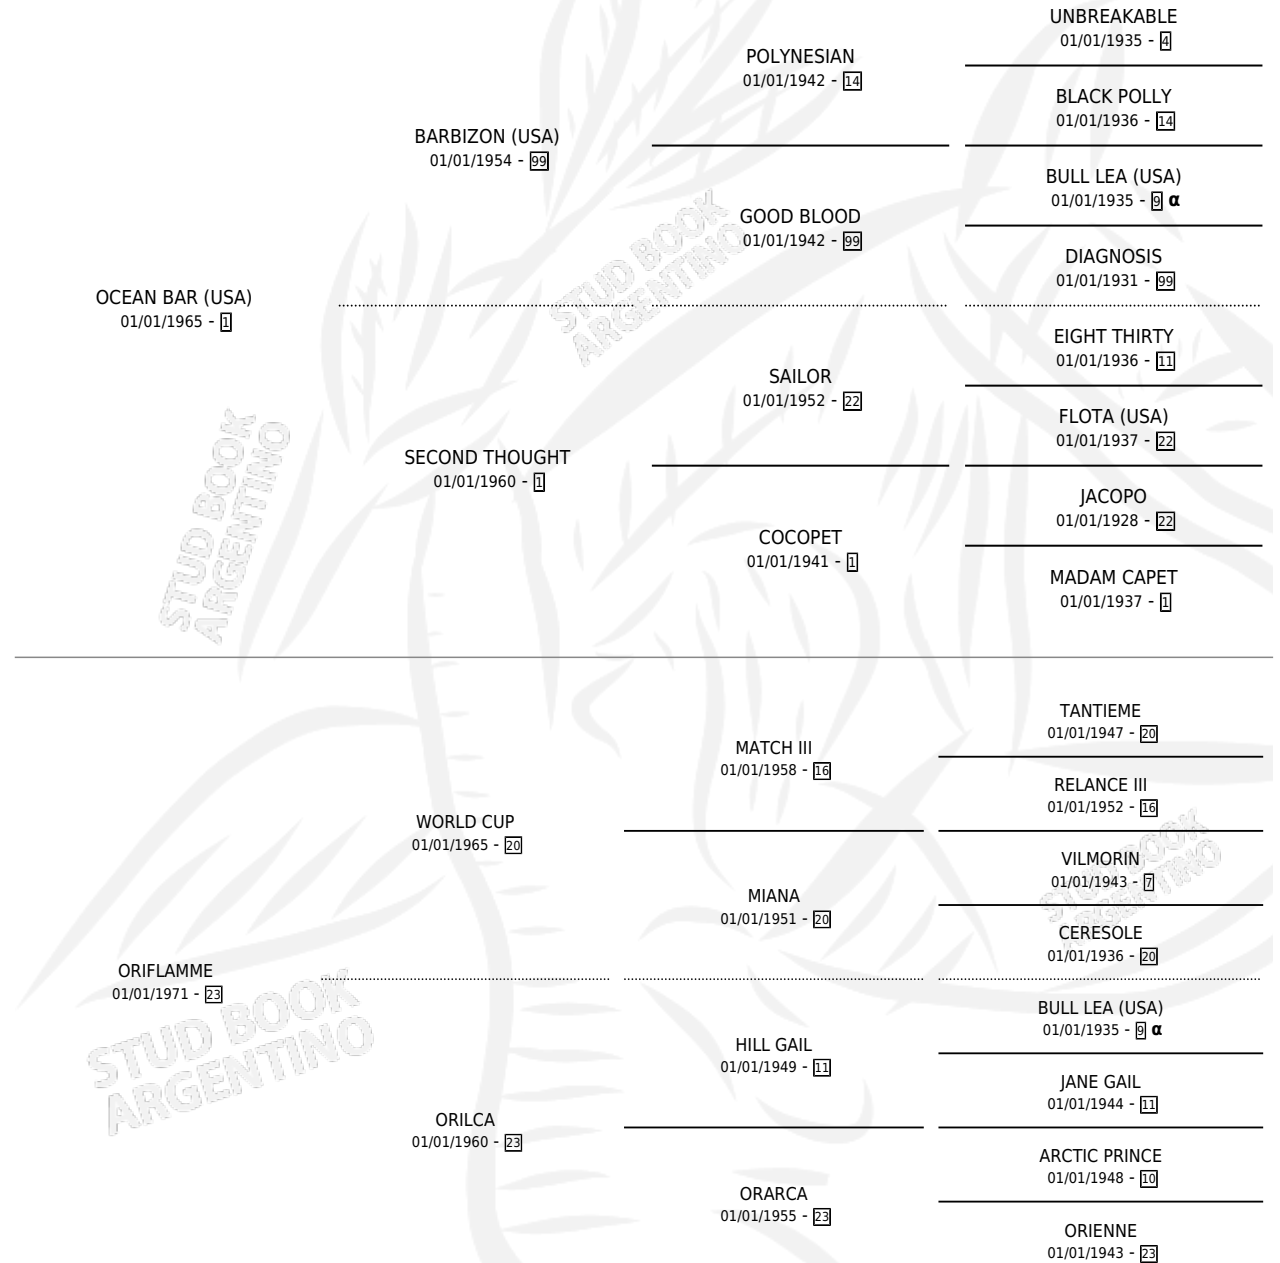 UNBREAKABLE
01/01/1935 - 4
POLYNESIAN
01/01/1942 - 14
BLACK POLLY
01/01/1936 - 14
BARBIZON (USA)
01/01/1954 - 99
BULL LEA (USA)
01/01/1935 - 9 α
GOOD BLOOD
01/01/1942 - 99
DIAGNOSIS
01/01/1931 - 99
OCEAN BAR (USA)
01/01/1965 - 1
EIGHT THIRTY
01/01/1936 - 11
SAILOR
01/01/1952 - 22
FLOTA (USA)
01/01/1937 - 22
SECOND THOUGHT
01/01/1960 - 1
JACOPO
01/01/1928 - 22
COCOPET
01/01/1941 - 1
MADAM CAPET
01/01/1937 - 1
TANTIEME
01/01/1947 - 20
MATCH III
01/01/1958 - 16
RELANCE III
01/01/1952 - 16
WORLD CUP
01/01/1965 - 20
VILMORIN
01/01/1943 - 7
MIANA
01/01/1951 - 20
CERESOLE
01/01/1936 - 20
ORIFLAMME
01/01/1971 - 23
BULL LEA (USA)
01/01/1935 - 9 α
HILL GAIL
01/01/1949 - 11
JANE GAIL
01/01/1944 - 11
ORILCA
01/01/1960 - 23
ARCTIC PRINCE
01/01/1948 - 10
ORARCA
01/01/1955 - 23
ORIENNE
01/01/1943 - 23
STUD BOOK
ARGENTINO
STUD BOOK
ARGENTINO
STUD BOOK
ARGENTINO
STUD BOOK
ARGENTINO